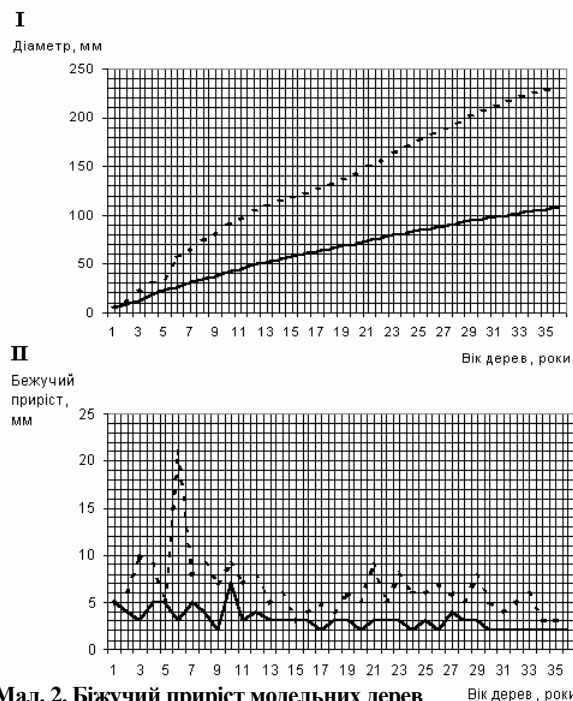 I
Діаметр, мм
250
200
150
100
50
0
1 3 5 7 9 11 13 15 17 19 21 23 25 27 29 31 33 35
Вік дерев, роки
II
Бежучий
приріст,
мм
25
20
15
10
5
0
1 3 5 7 9 11 13 15 17 19 21 23 25 27 29 31 33 35
Мал. 2. Біжучий приріст модельних дерев Вік дерев, роки